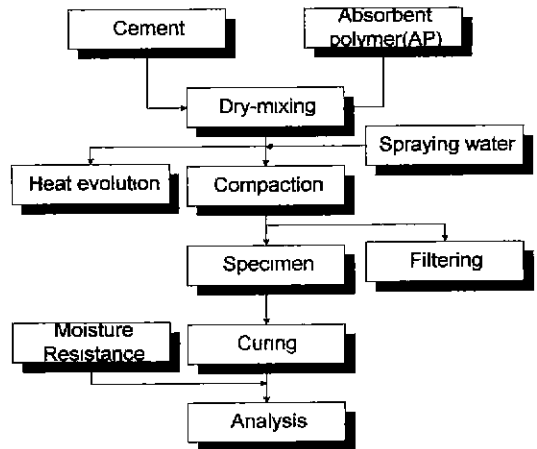 Cement
Absorbent
polymer(AP)
Dry-mixing
Spraying water
Heat evolution
Compaction
Specimen
Filtering
Moisture
Resistance
Curing
Analysis